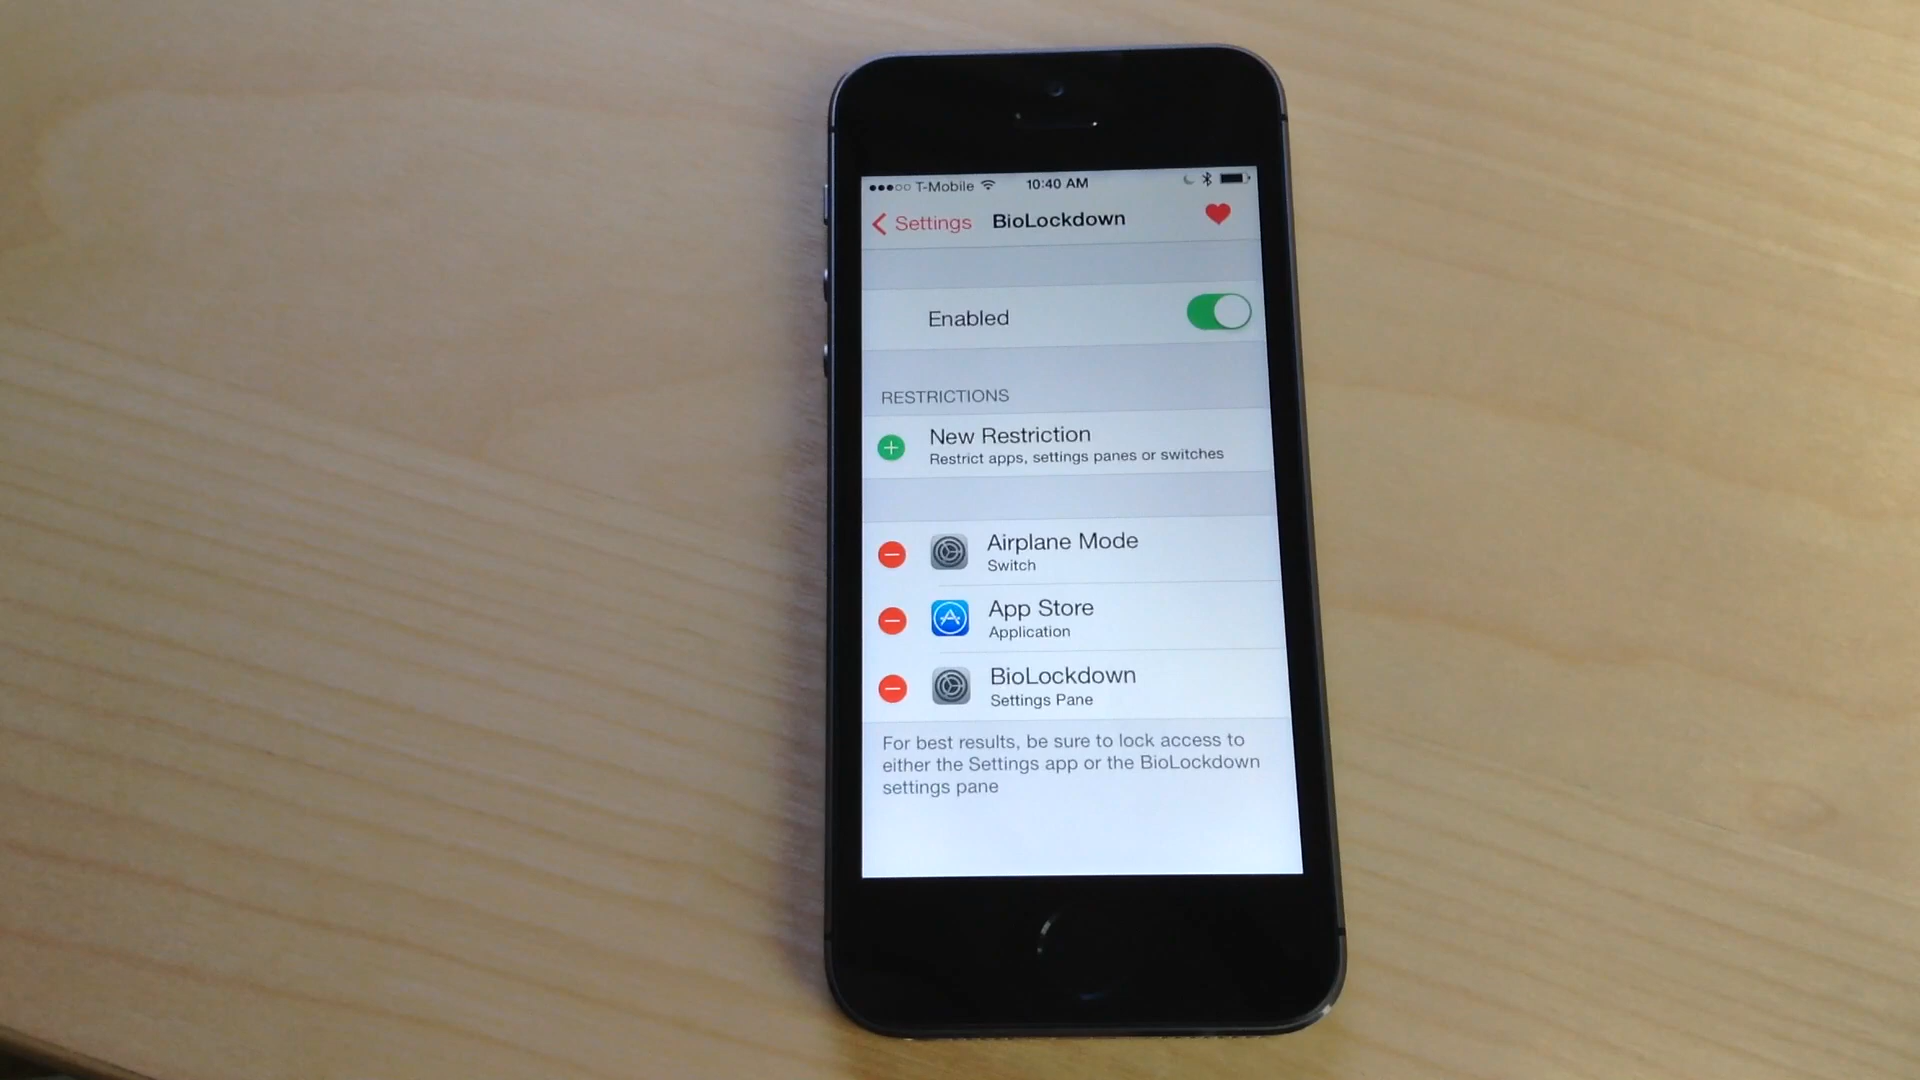 T-Mobile 10:40 AM
Settings BioLockdown
Enabled
RESTRICTIONS
New Restriction
Restrict apps, settings panes or switches
Airplane Mode
Switch
App Store
Application
BioLockdown
Settings Pane
For best results, be sure to lock access to
either the Settings app or the BioLockdown
settings pane